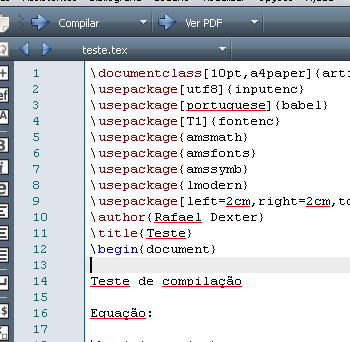 Compilar Ver PDF
teste.tex
1 \documentclass[10pt,a4paper]{arti
2 \usepackage[utf8]{inputenc}
3 \usepackage[portuguese]{babel}
4 \usepackage[T1]{fontenc}
5 \usepackage{amsmath}
6 \usepackage{amsfonts}
7 \usepackage{amssymb}
8 \usepackage{lmodern}
9 \usepackage[left=2cm,right=2cm,to
10 \author{Rafael Dexter}
11 \title{Teste}
12 \begin{document}
13
14 Teste de compilação
15
16 Equação:
17